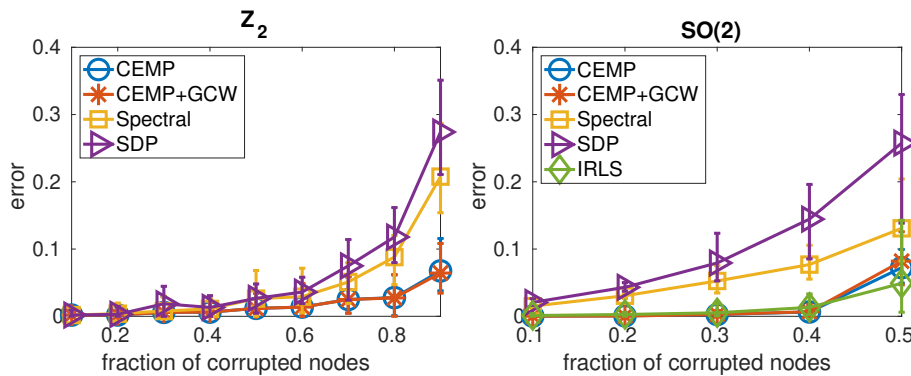 Z2
0.4
0.3
0.2
0.1
0
error
CEMP
CEMP+GCW
Spectral
SDP
0.2
0.4
0.6
0.8
fraction of corrupted nodes
SO(2)
0.4
0.3
0.2
0.1
0
error
CEMP
CEMP+GCW
Spectral
SDP
IRLS
0.1
0.2
0.3
0.4
0.5
fraction of corrupted nodes